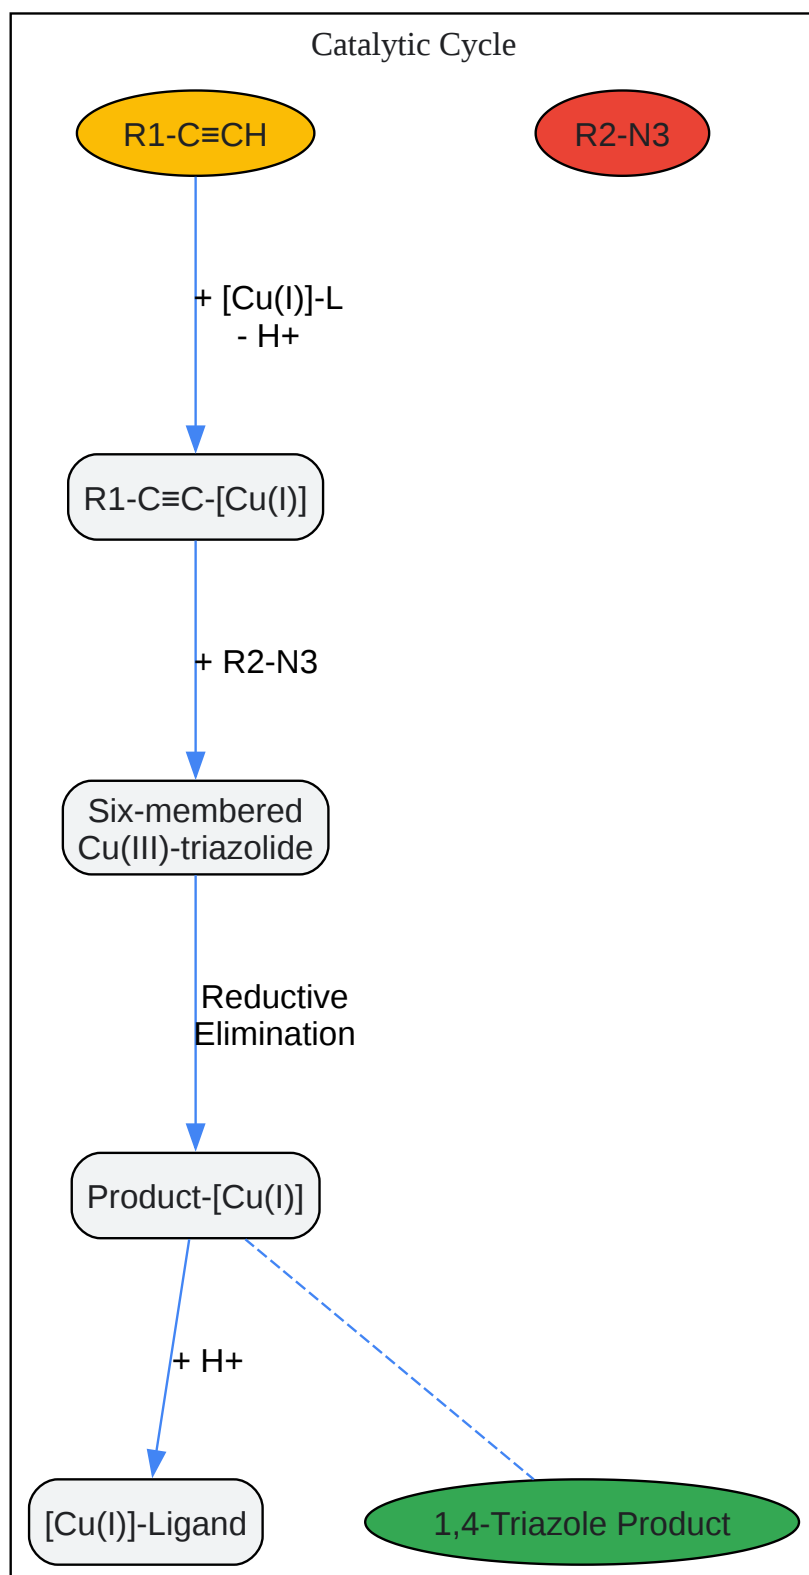 Catalytic Cycle
R1-C≡CH
R2-N3
+ [Cu(I)]-L
- H+
R1-C≡C-[Cu(I)]
+ R2-N3
Six-membered
Cu(III)-triazolide
Reductive
Elimination
Product-[Cu(I)]
+ H+
[Cu(I)]-Ligand
1,4-Triazole Product